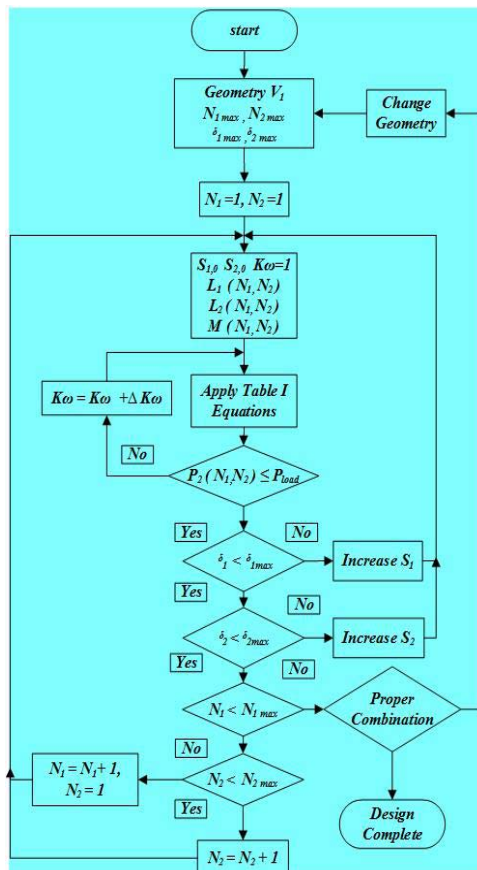 start
Geometry V₁
N₁ max , N₂ max
δ₁ max , δ₂ max
Change
Geometry
N₁ =1, N₂ =1
S₁,₀ S₂,₀ Kω=1
L₁ ( N₁, N₂ )
L₂ ( N₁, N₂ )
M ( N₁, N₂ )
Kω = Kω +Δ Kω
Apply Table I
Equations
No
P₂ ( N₁,N₂ ) ≤ Pload
Yes
No
δ₁ < δ₁max
Increase S₁
Yes
No
δ₂ < δ₂max
Increase S₂
Yes
No
N₁ < N₁ max
Proper
Combination
No
N₁ = N₁ + 1,
N₂ = 1
N₂ < N₂ max
Yes
Design
Complete
N₂ = N₂ + 1